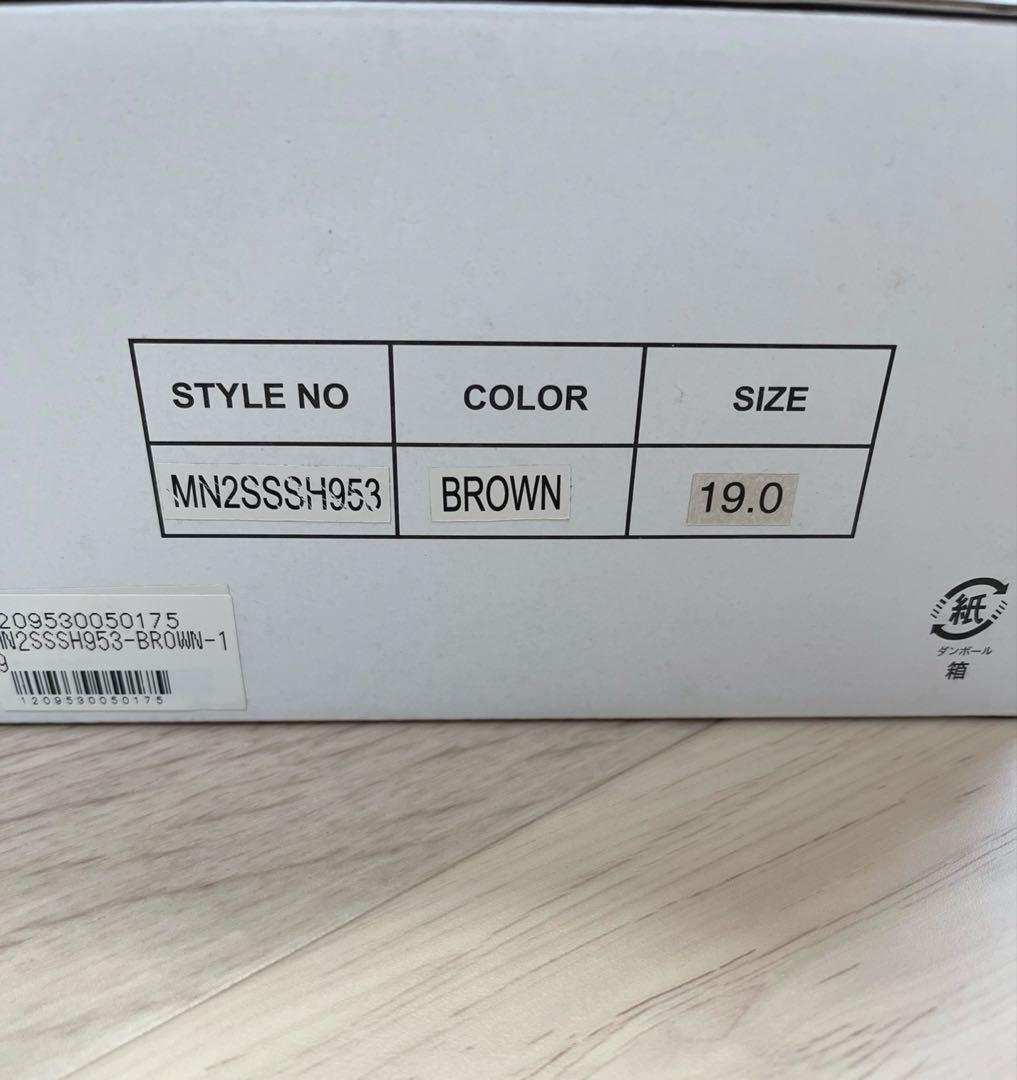 STYLE NO COLOR SIZE
MN2SSSH953 BROWN 19.0
209530050175
MN2SSSH953-BROWN-1
9
1209530050175
紙
ダンボール
箱